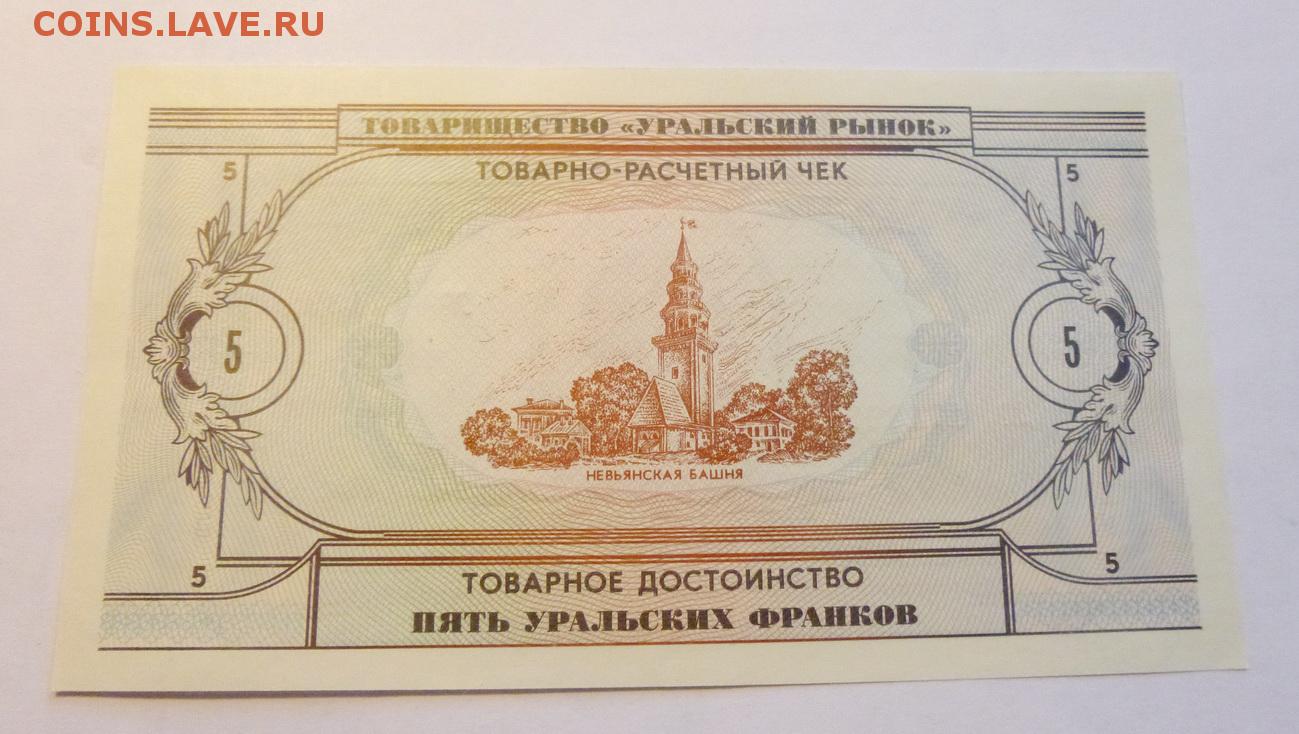 COINS.LAVE.RU
ТОВАРИЩЕСТВО «УРАЛЬСКИЙ РЫНОК»
ТОВАРНО-РАСЧЕТНЫЙ ЧЕК
5 5
5 5
НЕВЬЯНСКАЯ БАШНЯ
5 5
ТОВАРНОЕ ДОСТОИНСТВО
ПЯТЬ УРАЛЬСКИХ ФРАНКОВ